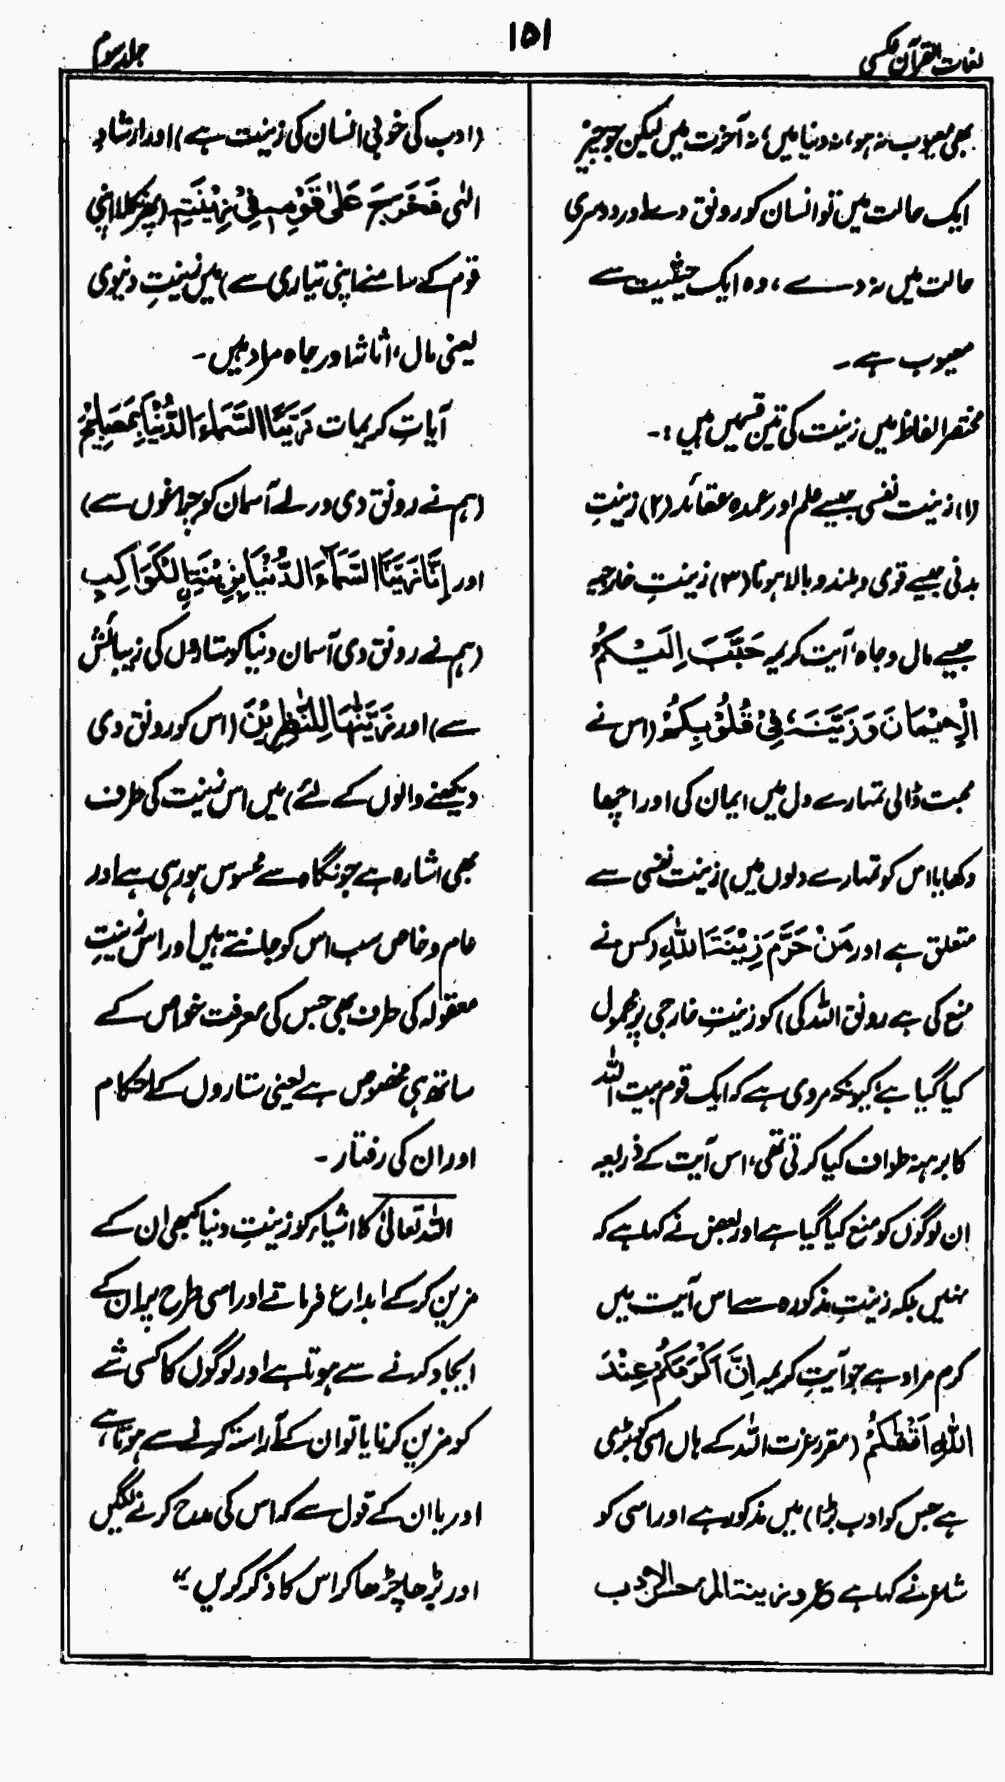 لغات القرآن عکسی
۱۵۱
جلد سوم
بھی معیوب نہ ہو، نہ دنیا میں، نہ آخرت میں لیکن جو چیز
ایک حالت میں تو انسان کو رونق دے اور دوسری
حالت میں نہ دے، وہ ایک حیثیت سے
معیوب ہے۔
مختصر الفاظ میں زینت کی تین قسمیں ہیں:۔
(۱) زینت نفسی جیسے علم اور عمدہ عقائد (۲) زینتِ
بدنی جیسے قوی و بلند و بالا ہونا (۳) زینتِ خارجیہ
جیسے مال و جاہ، آیت کریمہ حَبَّبَ اِلَیْکُمُ
الْاِیْمَانَ وَزَیَّنَهٗ فِیْ قُلُوْبِکُمْ (اس نے
محبت ڈالی تمہارے دل میں ایمان کی اور اچھا
دکھایا اس کو تمہارے دلوں میں) زینت نفسی سے
متعلق ہے اور مَنْ حَرَّمَ زِیْنَتَ اللّٰهِ (کس نے
منع کی ہے رونق اللہ کی) کو زینتِ خارجی پر محمول
کیا گیا ہے کیونکہ مروی ہے کہ ایک قوم بیت اللہ
کا برہنہ طواف کیا کرتی تھی، اس آیت کے ذریعہ
ان لوگوں کو منع کیا گیا ہے اور بعض نے کہا ہے کہ
نہیں بلکہ زینتِ مذکورہ سے اس آیت میں
کرم مراد ہے جو آیتِ کریمہ اِنَّ اَکْرَمَکُمْ عِنْدَ
اللّٰهِ اَتْقٰکُمْ (مقرر عزت اللہ کے ہاں اسی کو بڑی
ہے جس کو ادب بڑا) میں مذکور ہے اور اسی کو
شاعر نے کہا ہے ع وزینۃ المرء حسن الادب
(ادب کی خوبی انسان کی زینت ہے) اور ارشادِ
الٰہی فَخَرَجَ عَلٰی قَوْمِهٖ فِیْ زِیْنَتِهٖ (پھر نکلا اپنی
قوم کے سامنے اپنی تیاری سے) میں زینتِ دنیوی
یعنی مال، اثاثہ اور جاہ مراد ہیں۔
آیاتِ کریمات زَیَّنَّا السَّمَآءَ الدُّنْیَا بِمَصَابِیْحَ
(ہم نے رونق دی ورلے آسمان کو چراغوں سے)
اور اِنَّا زَیَّنَّا السَّمَآءَ الدُّنْیَا بِزِیْنَةِ ۨالْکَوَاکِبِ
(ہم نے رونق دی آسمان دنیا کو ستاروں کی زیبائش
سے) اور زَیَّنّٰهَا لِلنّٰظِرِیْنَ (اس کو رونق دی
دیکھنے والوں کے لئے) میں اس زینت کی طرف
بھی اشارہ ہے جو نگاہ سے محسوس ہو رہی ہے اور
عام و خاص سب اس کو جانتے ہیں اور اس زینتِ
معقولہ کی طرف بھی جس کی معرفت خواص کے
ساتھ ہی مخصوص ہے یعنی ستاروں کے احکام
اور ان کی رفتار۔
اللہ تعالیٰ کا اشیاء کو زینتِ دنیا کبھی ان کے
مزین کر کے ابداع فرماتے اور اسی طرح پر ان کے
ایجاد کرنے سے ہوتا ہے اور لوگوں کا کسی شے
کو مزین کرنا یا تو ان کے آراستہ کرنے سے ہوتا ہے،
اور یا ان کے قول سے کہ اس کی مدح کرنے لگیں
اور بڑھا چڑھا کر اس کا ذکر کریں"